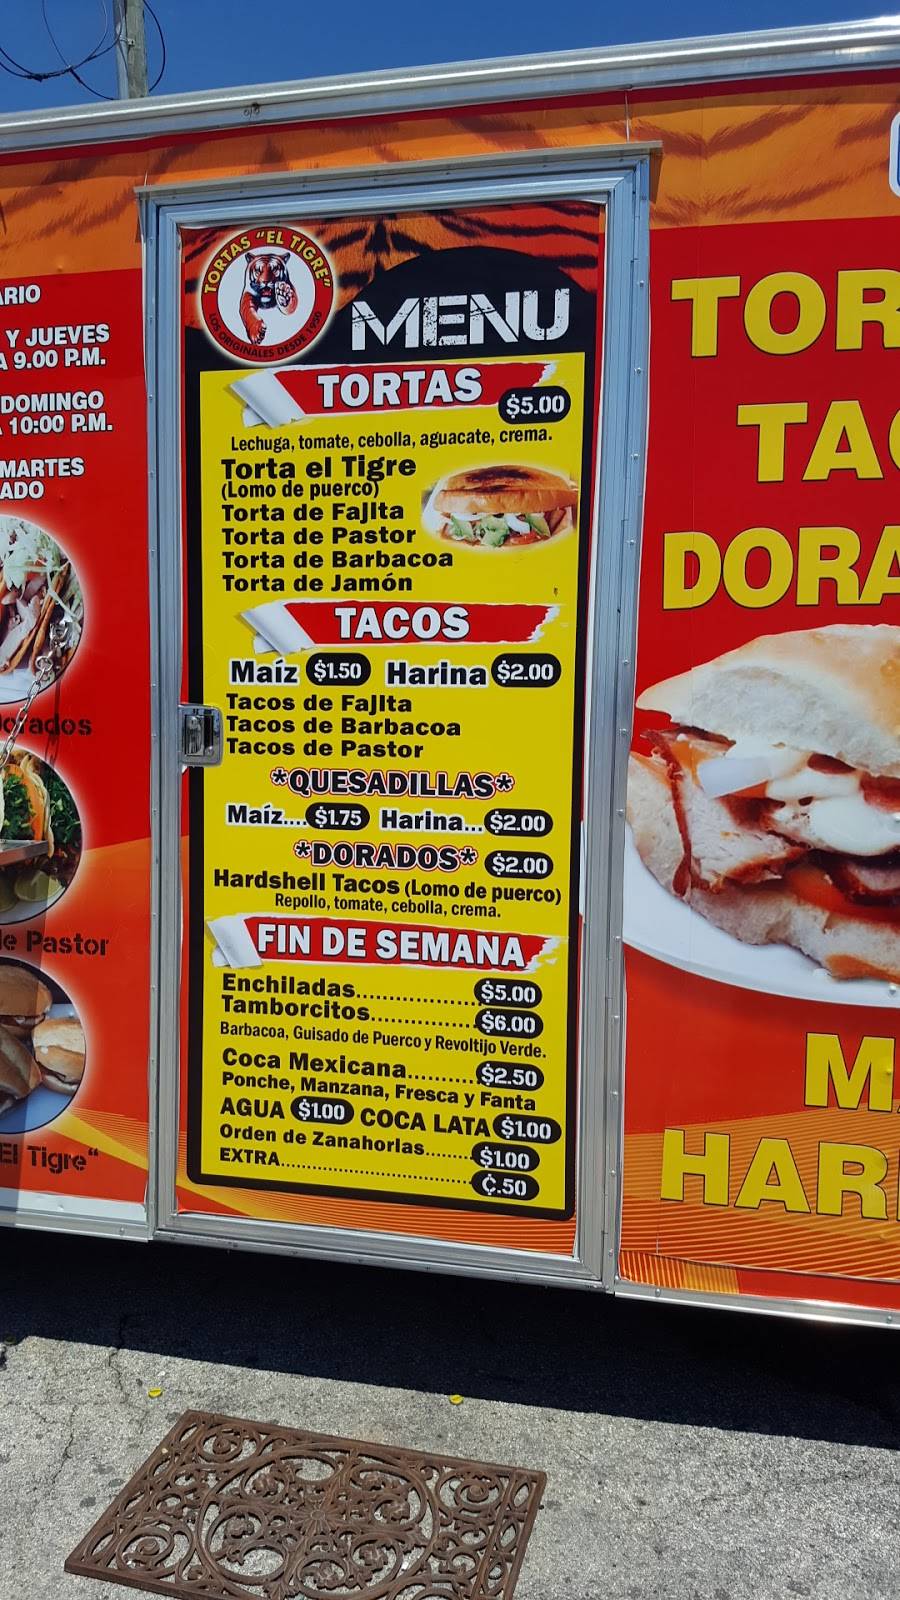 ARIO
Y JUEVES
A 9.00 P.M.
DOMINGO
A 10:00 P.M.
MARTES
ADO
dorados
de Pastor
El Tigre"
TORTAS "EL TIGRE"
LOS ORIGINALES DESDE 1950
MENU
TORTAS $5.00
Lechuga, tomate, cebolla, aguacate, crema.
Torta el Tigre
(Lomo de puerco)
Torta de Fajita
Torta de Pastor
Torta de Barbacoa
Torta de Jamón
TACOS
Maíz $1.50 Harina $2.00
Tacos de Fajita
Tacos de Barbacoa
Tacos de Pastor
*QUESADILLAS*
Maíz.... $1.75 Harina... $2.00
*DORADOS* $2.00
Hardshell Tacos (Lomo de puerco)
Repollo, tomate, cebolla, crema.
FIN DE SEMANA
Enchiladas.................... $5.00
Tamborcitos.................. $6.00
Barbacoa, Guisado de Puerco y Revoltijo Verde.
Coca Mexicana.......... $2.50
Ponche, Manzana, Fresca y Fanta
AGUA $1.00 COCA LATA $1.00
Orden de Zanahorias........ $1.00
EXTRA................................ ¢.50
TOR
TAC
DORA
M
HAR